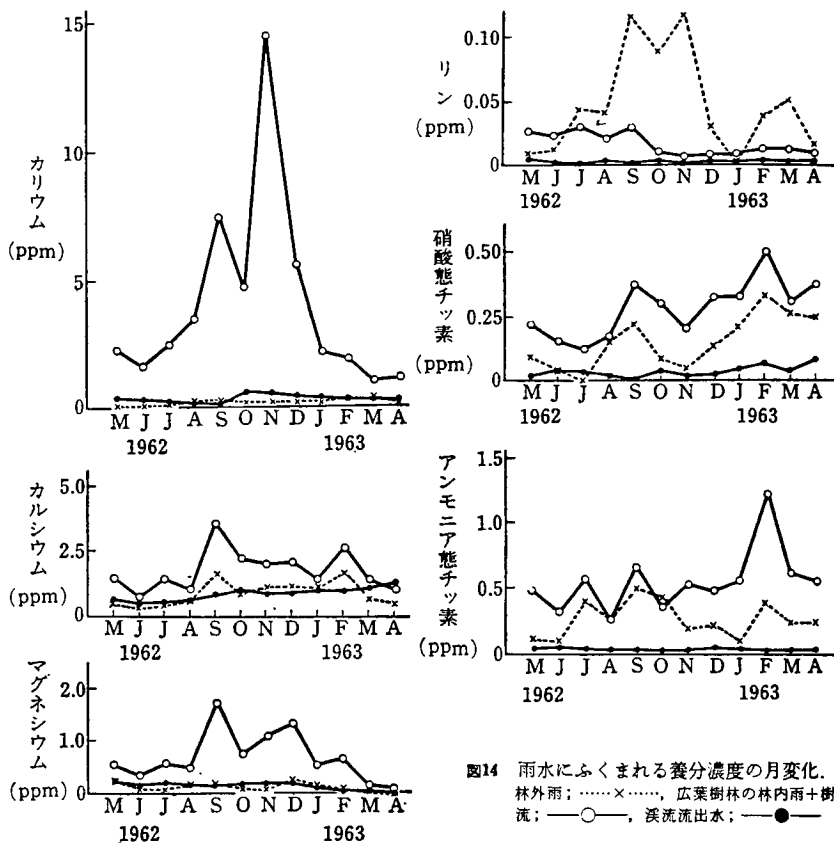 カリウム
(ppm)
15
10
5
0
M J J A S O N D J F M A
1962 1963
カルシウム
(ppm)
5.0
2.5
0
M J J A S O N D J F M A
1962 1963
マグネシウム
(ppm)
2.0
1.0
0
M J J A S O N D J F M A
1962 1963
リン
(ppm)
0.10
0.05
0
M J J A S O N D J F M A
1962 1963
硝酸態チッ素
(ppm)
0.50
0.25
0
M J J A S O N D J F M A
1962 1963
アンモニア態チッ素
(ppm)
1.5
1.0
0.5
0
M J J A S O N D J F M A
1962 1963
図14 雨水にふくまれる養分濃度の月変化.
林外雨; ……×……, 広葉樹林の林内雨+樹
流; ——○——, 渓流流出水; ——●——